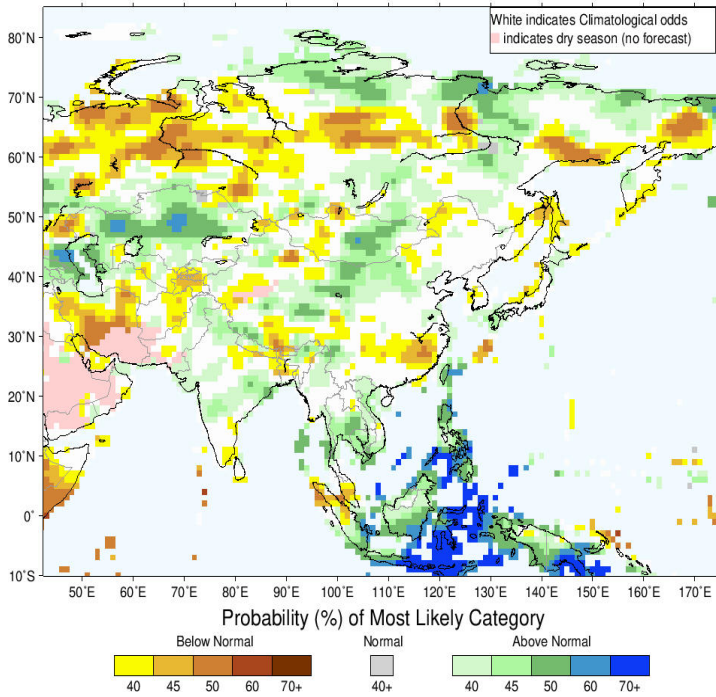 White indicates Climatological odds
indicates dry season (no forecast)
80˚N
70˚N
60˚N
50˚N
40˚N
30˚N
20˚N
10˚N
0˚
10˚S
50˚E 60˚E 70˚E 80˚E 90˚E 100˚E 110˚E 120˚E 130˚E 140˚E 150˚E 160˚E 170˚E
Probability (%) of Most Likely Category
Below Normal Normal Above Normal
40 45 50 60 70+ 40+ 40 45 50 60 70+